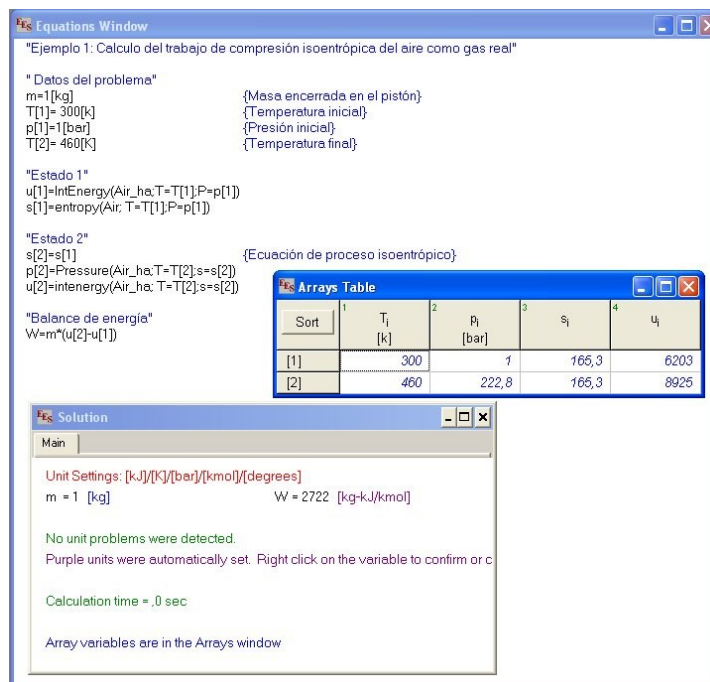 EES Equations Window
"Ejemplo 1: Calculo del trabajo de compresión isoentrópica del aire como gas real"
" Datos del problema"
m=1[kg] {Masa encerrada en el pistón}
T[1]= 300[k] {Temperatura inicial}
p[1]=1[bar] {Presión inicial}
T[2]= 460[K] {Temperatura final}
"Estado 1"
u[1]=IntEnergy(Air_ha;T=T[1];P=p[1])
s[1]=entropy(Air; T=T[1];P=p[1])
"Estado 2"
s[2]=s[1] {Ecuación de proceso isoentrópico}
p[2]=Pressure(Air_ha;T=T[2];s=s[2])
u[2]=intenergy(Air_ha; T=T[2];s=s[2])
"Balance de energía"
W=m*(u[2]-u[1])
EES Arrays Table
Sort 1 Ti [k] 2 pi [bar] 3 si 4 ui
[1] 300 1 165,3 6203
[2] 460 222,8 165,3 8925
EES Solution
Main
Unit Settings: [kJ]/[K]/[bar]/[kmol]/[degrees]
m = 1 [kg] W = 2722 [kg-kJ/kmol]
No unit problems were detected.
Purple units were automatically set. Right click on the variable to confirm or c
Calculation time = ,0 sec
Array variables are in the Arrays window